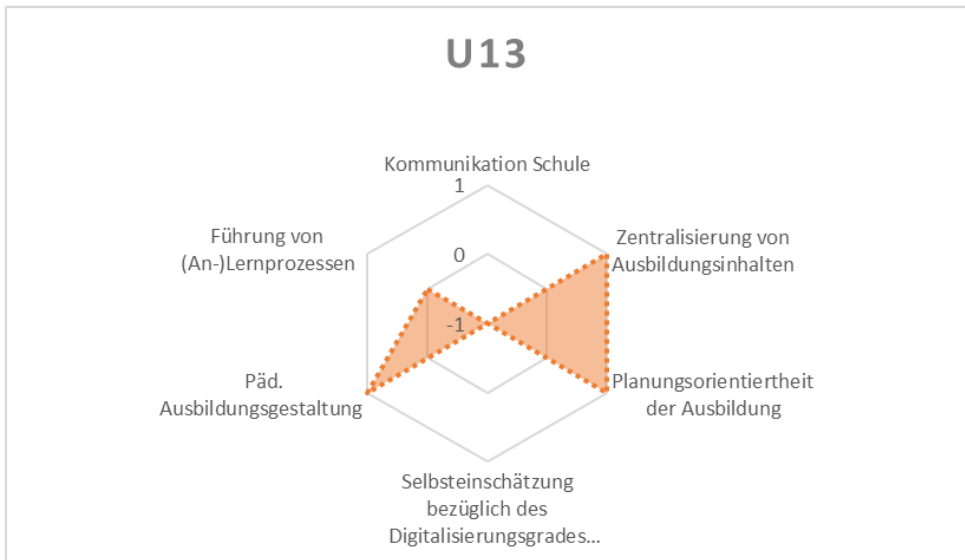 U13
Kommunikation Schule
1
0
-1
Zentralisierung von
Ausbildungsinhalten
Planungsorientiertheit
der Ausbildung
Selbsteinschätzung
bezüglich des
Digitalisierungsgrades...
Päd.
Ausbildungsgestaltung
Führung von
(An-)Lernprozessen